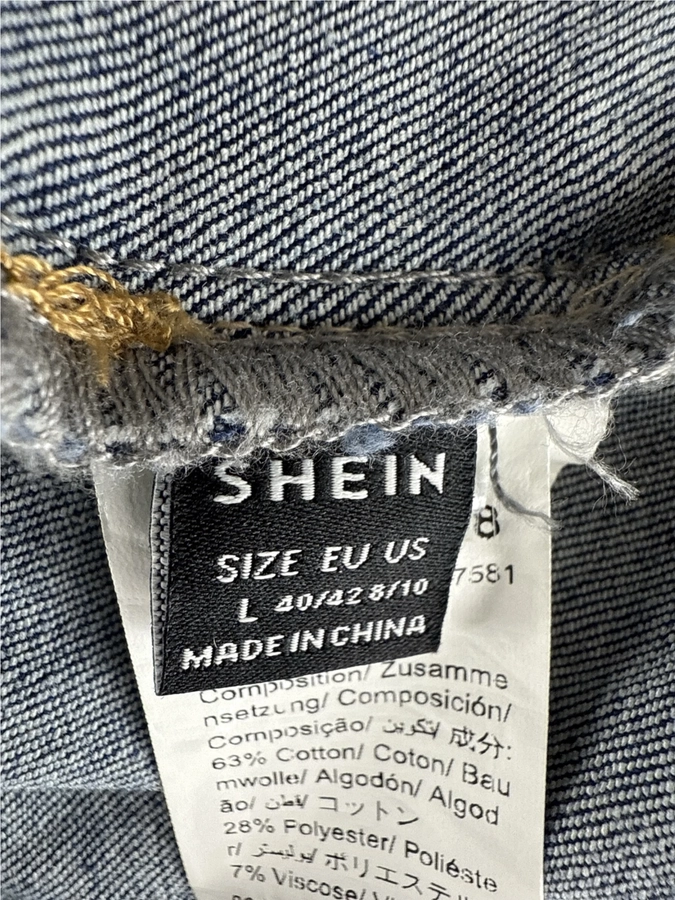 SHEIN
SIZE EU US
L 40/42 8/10
MADE IN CHINA
8
7581
Composition/ Zusamme
nsetzung/ Composición/
Composição/ تكوين/ 成分:
63% Cotton/ Coton/ Bau
mwolle/ Algodón/ Algod
ão/ قطن/ コットン
28% Polyester/ Poliéste
r/ بوليستر/ ポリエステル
7% Viscose/